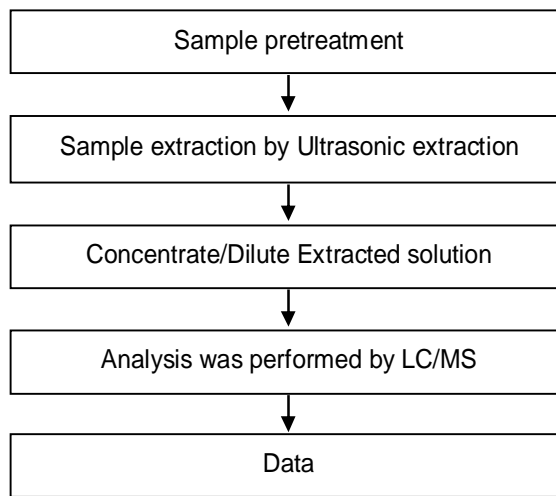 Sample pretreatment
Sample extraction by Ultrasonic extraction
Concentrate/Dilute Extracted solution
Analysis was performed by LC/MS
Data